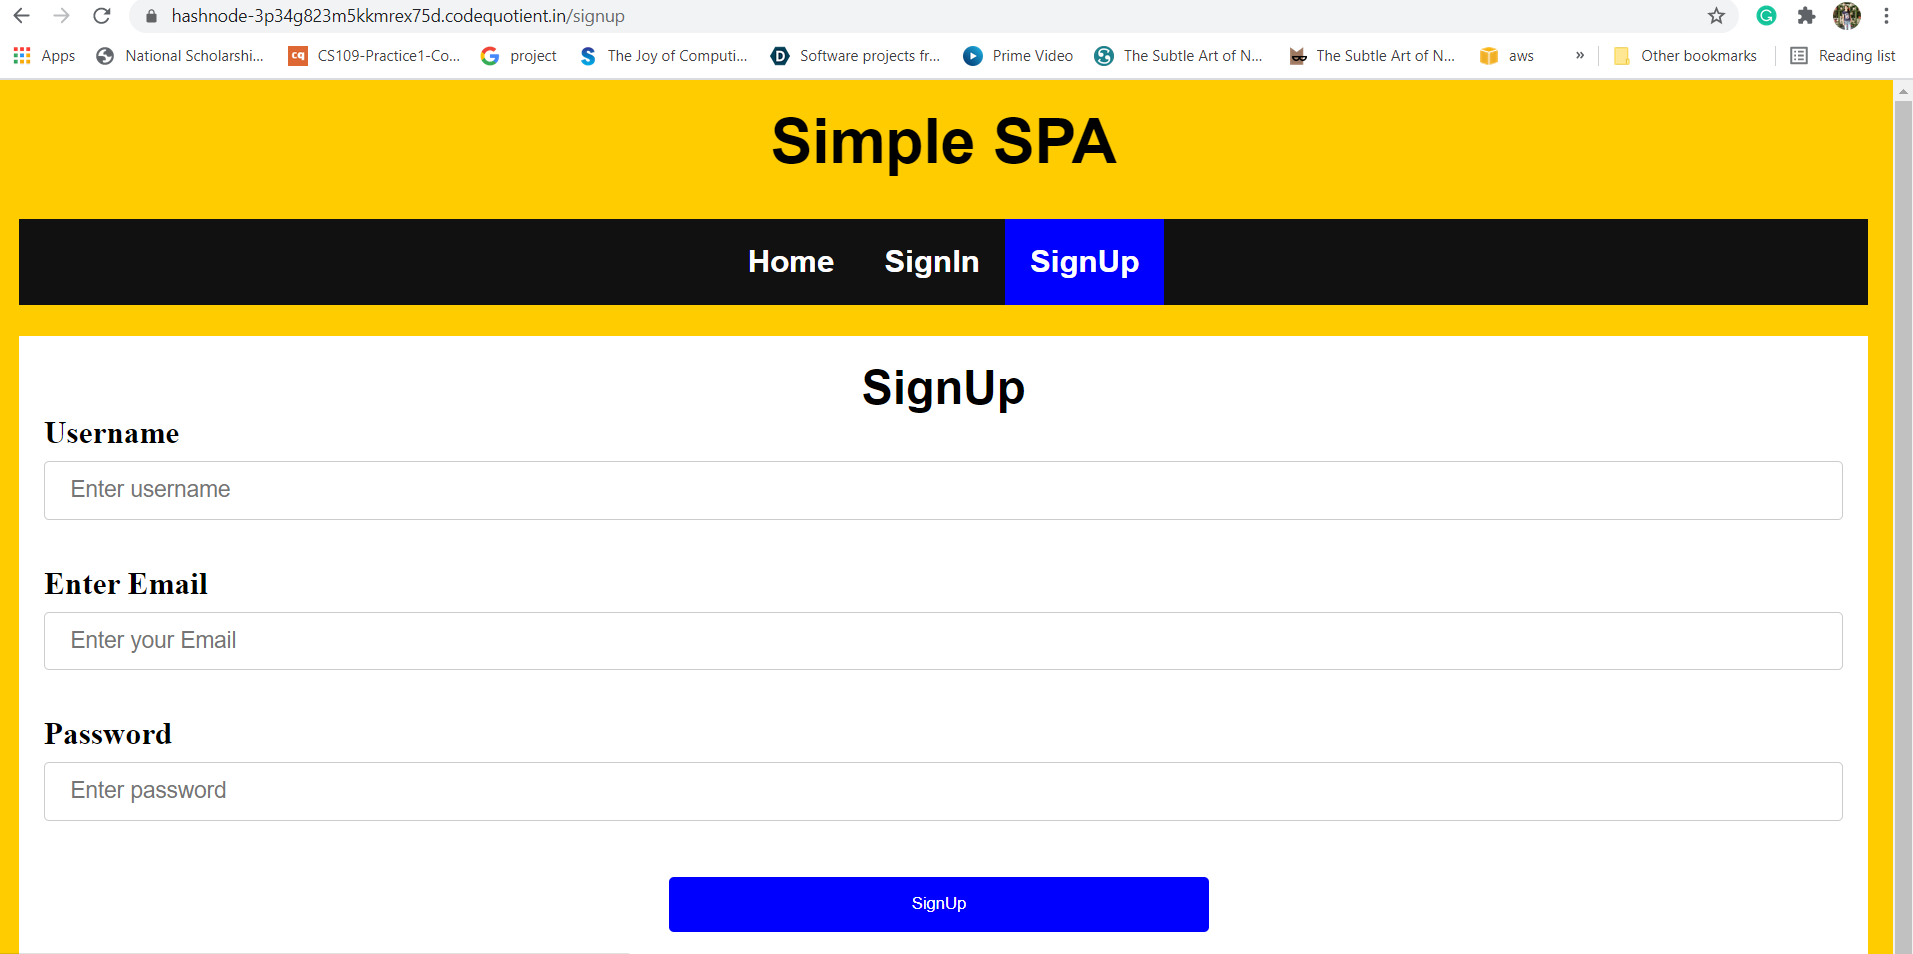 hashnode-3p34g823m5kkmrex75d.codequotient.in/signup
Apps National Scholarshi... cq CS109-Practice1-Co... project The Joy of Computi... Software projects fr... Prime Video The Subtle Art of N... The Subtle Art of N... aws » Other bookmarks Reading list
Simple SPA
Home SignIn SignUp
SignUp
Username
Enter username
Enter Email
Enter your Email
Password
Enter password
SignUp